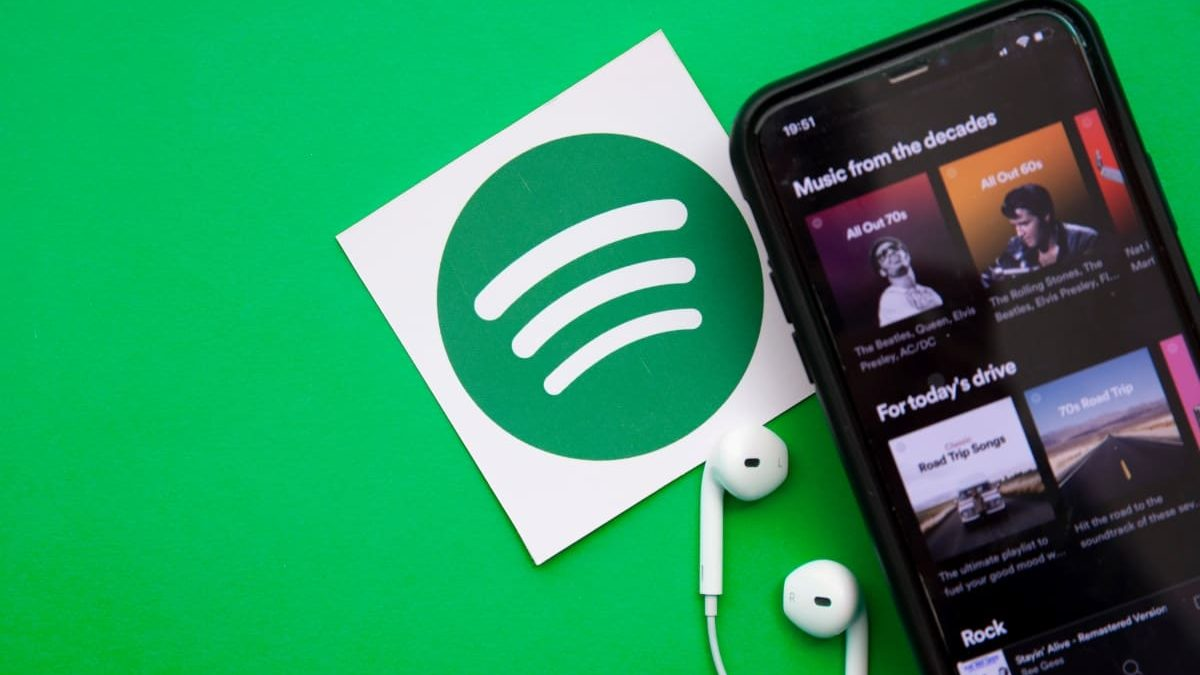 19:51
Music from the decades
All Out 70s
The Beatles, Queen, Elvis
Presley, AC/DC
All Out 60s
The Rolling Stones, The
Beatles, Elvis Presley, Fl...
Nat
Mart
For today's drive
Classic
Road Trip Songs
The ultimate playlist to
fuel your good mood w...
70s Road Trip
Hit the road to the
soundtrack of these sev...
Rock
Stayin' Alive - Remastered Version
Bee Gees
L
R